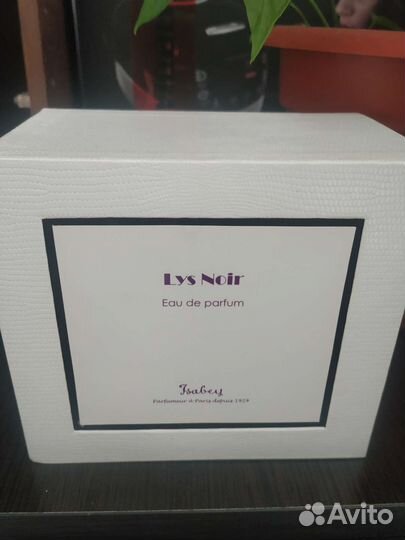 Lys Noir
Eau de parfum
Isabey
Parfumeur à Paris depuis 1924
Avito